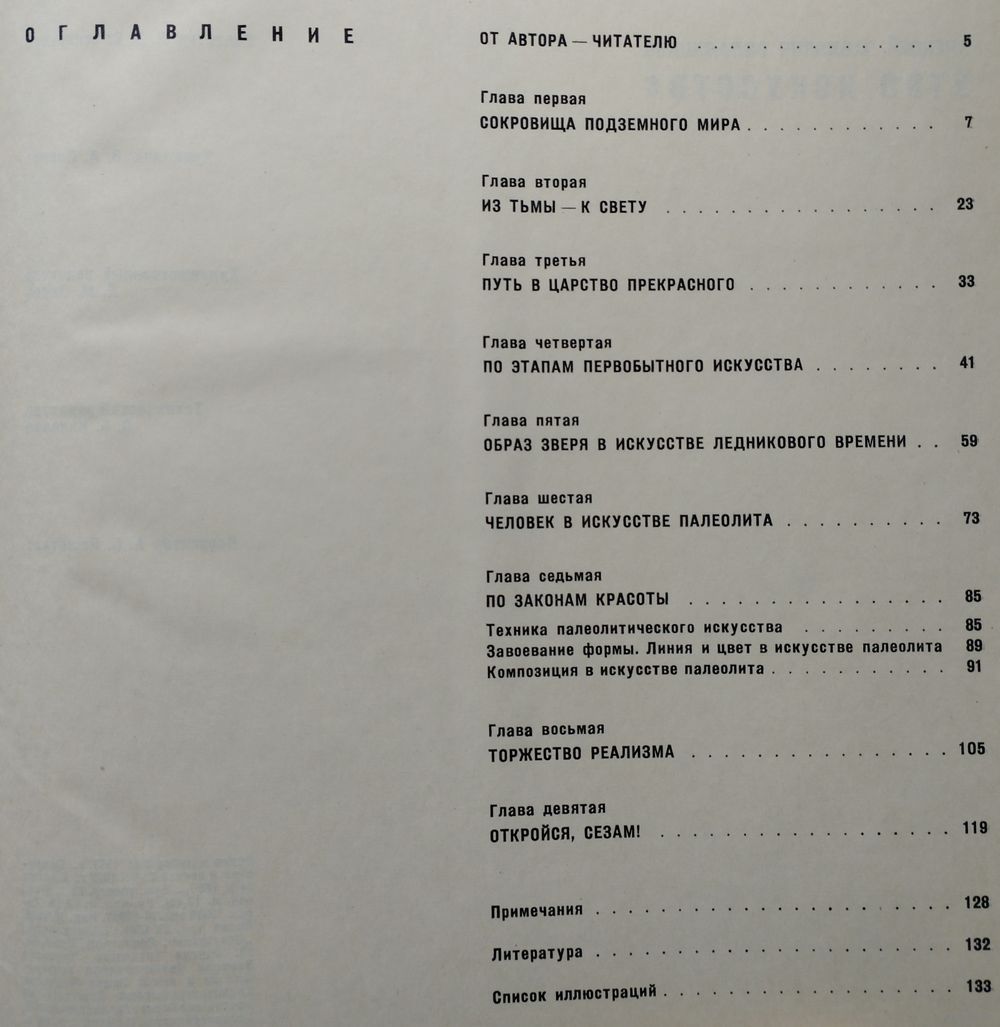 ОГЛАВЛЕНИЕ
ОТ АВТОРА — ЧИТАТЕЛЮ . . . . . . . . . . . . . 5
Глава первая
СОКРОВИЩА ПОДЗЕМНОГО МИРА . . . . . . . . . . 7
Глава вторая
ИЗ ТЬМЫ — К СВЕТУ . . . . . . . . . . . . . . . 23
Глава третья
ПУТЬ В ЦАРСТВО ПРЕКРАСНОГО . . . . . . . . . . 33
Глава четвертая
ПО ЭТАПАМ ПЕРВОБЫТНОГО ИСКУССТВА . . . . . . . 41
Глава пятая
ОБРАЗ ЗВЕРЯ В ИСКУССТВЕ ЛЕДНИКОВОГО ВРЕМЕНИ . . 59
Глава шестая
ЧЕЛОВЕК В ИСКУССТВЕ ПАЛЕОЛИТА . . . . . . . . . 73
Глава седьмая
ПО ЗАКОНАМ КРАСОТЫ . . . . . . . . . . . . . . 85
Техника палеолитического искусства . . . . . . . . 85
Завоевание формы. Линия и цвет в искусстве палеолита 89
Композиция в искусстве палеолита . . . . . . . . . 91
Глава восьмая
ТОРЖЕСТВО РЕАЛИЗМА . . . . . . . . . . . . . . 105
Глава девятая
ОТКРОЙСЯ, СЕЗАМ! . . . . . . . . . . . . . . . . 119
Примечания . . . . . . . . . . . . . . . . . . 128
Литература . . . . . . . . . . . . . . . . . . 132
Список иллюстраций . . . . . . . . . . . . . . . 133